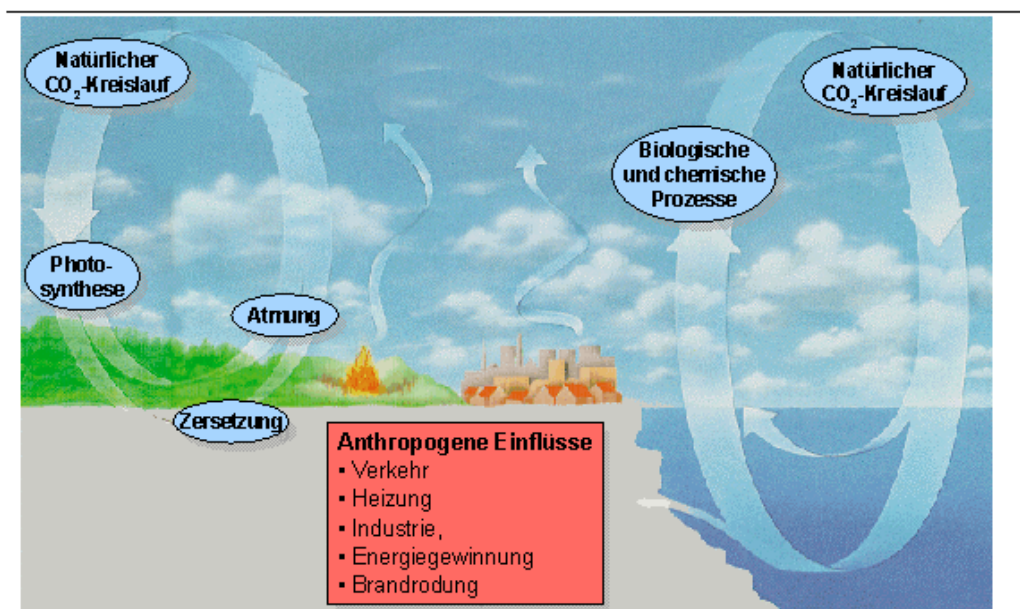 Natürlicher
CO₂-Kreislauf
Natürlicher
CO₂-Kreislauf
Biologische
und chemische
Prozesse
Photo-
synthese
Atmung
Zersetzung
Anthropogene Einflüsse
▪ Verkehr
▪ Heizung
▪ Industrie,
▪ Energiegewinnung
▪ Brandrodung